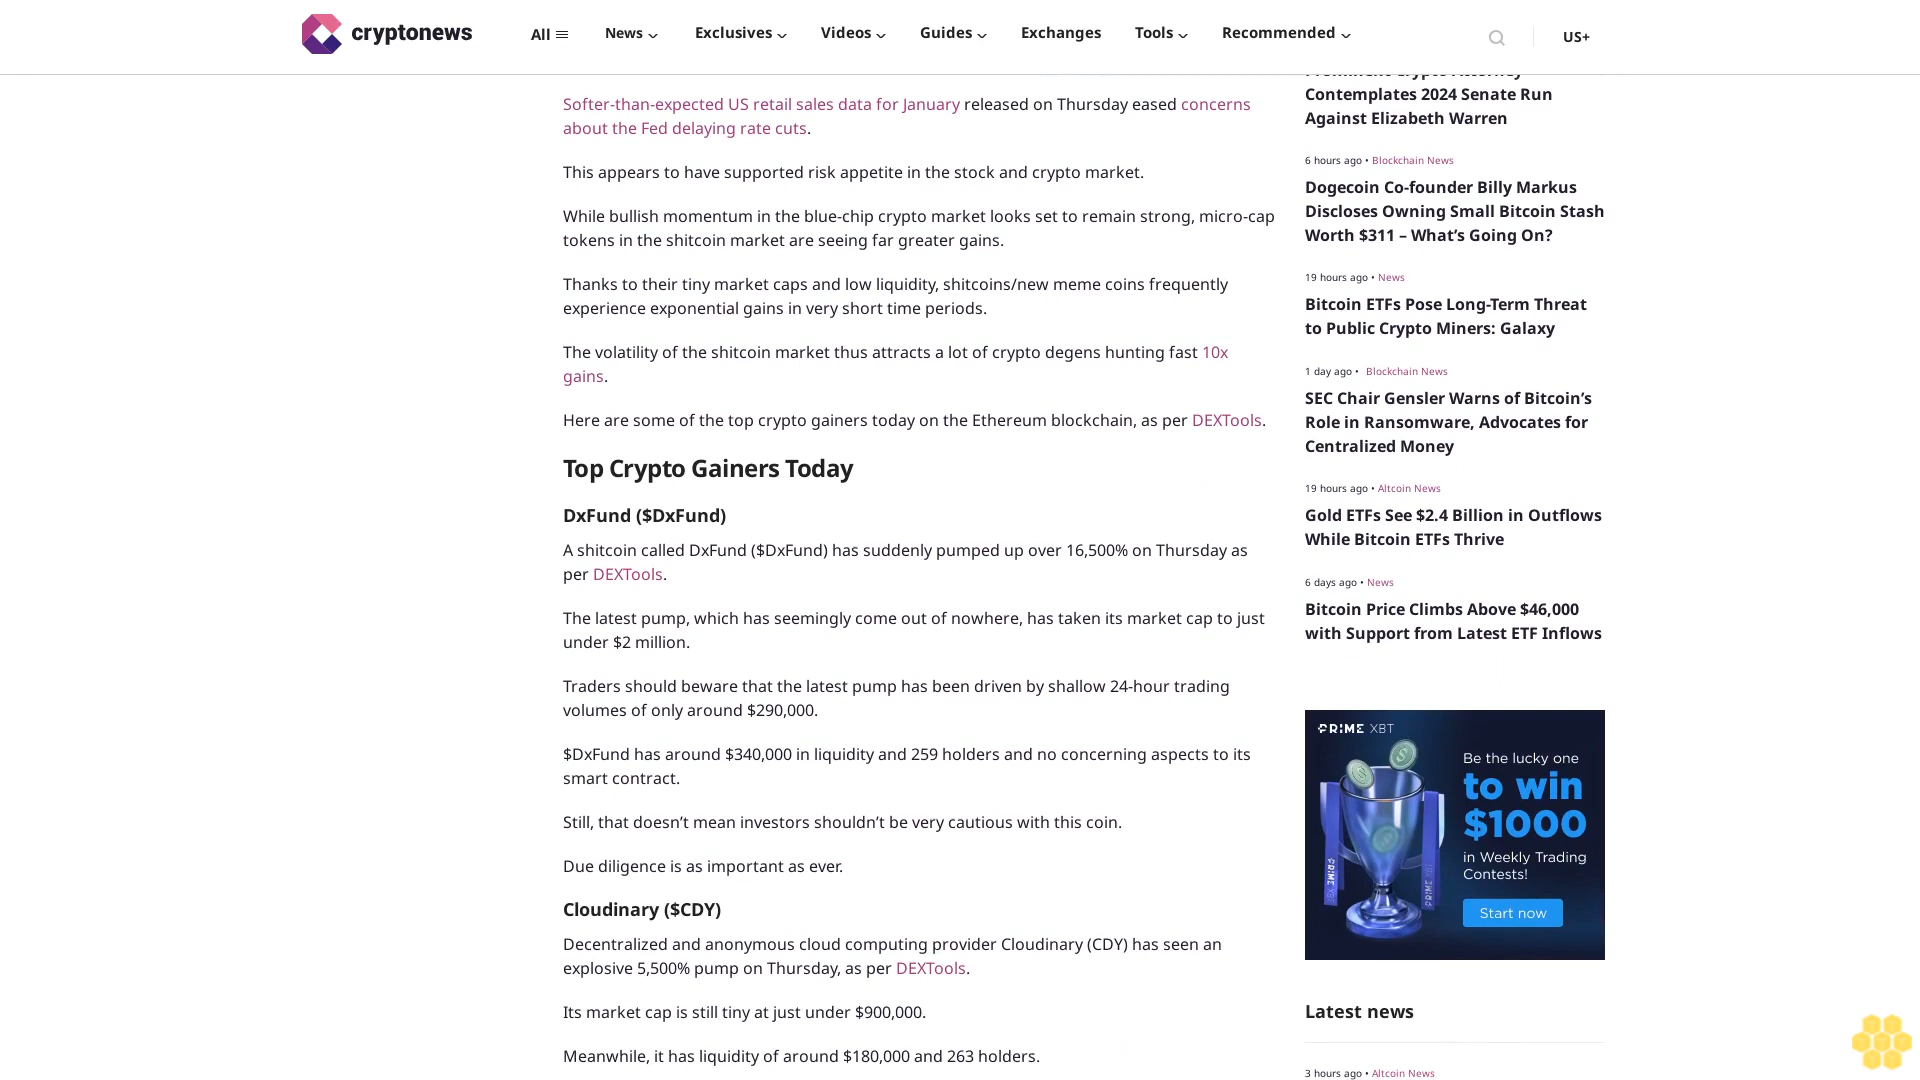 cryptonews
All
News
Exclusives
Videos
Guides
Exchanges
Tools
Recommended
US+
Softer-than-expected US retail sales data for January released on Thursday eased concerns
about the Fed delaying rate cuts.
This appears to have supported risk appetite in the stock and crypto market.
While bullish momentum in the blue-chip crypto market looks set to remain strong, micro-cap
tokens in the shitcoin market are seeing far greater gains.
Thanks to their tiny market caps and low liquidity, shitcoins/new meme coins frequently
experience exponential gains in very short time periods.
The volatility of the shitcoin market thus attracts a lot of crypto degens hunting fast 10x
gains.
Here are some of the top crypto gainers today on the Ethereum blockchain, as per DEXTools.
Top Crypto Gainers Today
DxFund ($DxFund)
A shitcoin called DxFund ($DxFund) has suddenly pumped up over 16,500% on Thursday as
per DEXTools.
The latest pump, which has seemingly come out of nowhere, has taken its market cap to just
under $2 million.
Traders should beware that the latest pump has been driven by shallow 24-hour trading
volumes of only around $290,000.
$DxFund has around $340,000 in liquidity and 259 holders and no concerning aspects to its
smart contract.
Still, that doesn’t mean investors shouldn’t be very cautious with this coin.
Due diligence is as important as ever.
Cloudinary ($CDY)
Decentralized and anonymous cloud computing provider Cloudinary (CDY) has seen an
explosive 5,500% pump on Thursday, as per DEXTools.
Its market cap is still tiny at just under $900,000.
Meanwhile, it has liquidity of around $180,000 and 263 holders.
Prominent Crypto Attorney
Contemplates 2024 Senate Run
Against Elizabeth Warren
6 hours ago • Blockchain News
Dogecoin Co-founder Billy Markus
Discloses Owning Small Bitcoin Stash
Worth $311 – What’s Going On?
19 hours ago • News
Bitcoin ETFs Pose Long-Term Threat
to Public Crypto Miners: Galaxy
1 day ago • Blockchain News
SEC Chair Gensler Warns of Bitcoin’s
Role in Ransomware, Advocates for
Centralized Money
19 hours ago • Altcoin News
Gold ETFs See $2.4 Billion in Outflows
While Bitcoin ETFs Thrive
6 days ago • News
Bitcoin Price Climbs Above $46,000
with Support from Latest ETF Inflows
PRIME XBT
Be the lucky one
to win
$1000
in Weekly Trading
Contests!
Start now
PRIME
PRIME XBT
Latest news
3 hours ago • Altcoin News